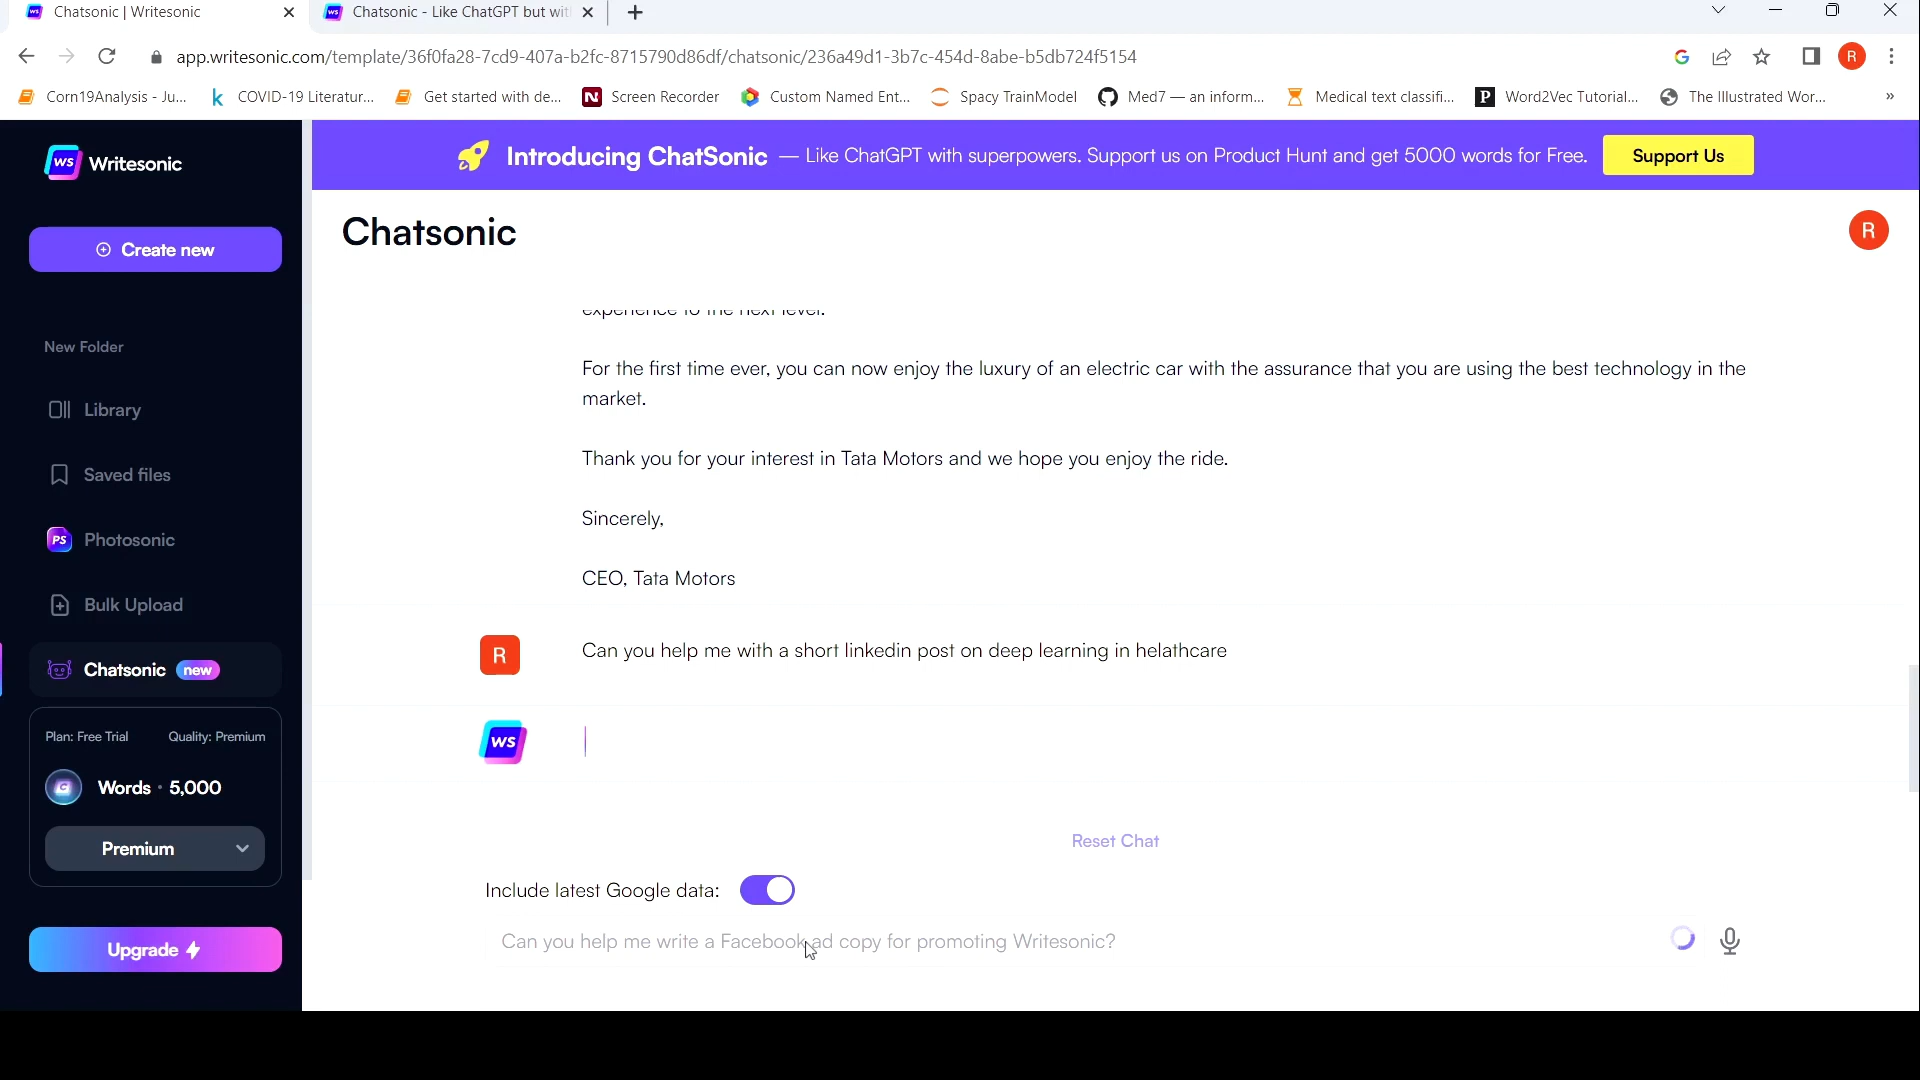 Chatsonic | Writesonic
Chatsonic - Like ChatGPT but wit
app.writesonic.com/template/36f0fa28-7cd9-407a-b2fc-8715790d86df/chatsonic/236a49d1-3b7c-454d-8abe-b5db724f5154
R
Corn19Analysis - Ju...
COVID-19 Literatur...
Get started with de...
Screen Recorder
Custom Named Ent...
Spacy TrainModel
Med7 — an inform...
Medical text classifi...
Word2Vec Tutorial...
The Illustrated Wor...
»
WS Writesonic
Introducing ChatSonic — Like ChatGPT with superpowers. Support us on Product Hunt and get 5000 words for Free.
Support Us
Create new
Chatsonic
R
New Folder
Library
Saved files
PS Photosonic
Bulk Upload
Chatsonic new
Plan: Free Trial
Quality: Premium
Words · 5,000
Premium
Upgrade
experience to the next level.
For the first time ever, you can now enjoy the luxury of an electric car with the assurance that you are using the best technology in the
market.
Thank you for your interest in Tata Motors and we hope you enjoy the ride.
Sincerely,
CEO, Tata Motors
R
Can you help me with a short linkedin post on deep learning in helathcare
WS
Reset Chat
Include latest Google data:
Can you help me write a Facebook ad copy for promoting Writesonic?